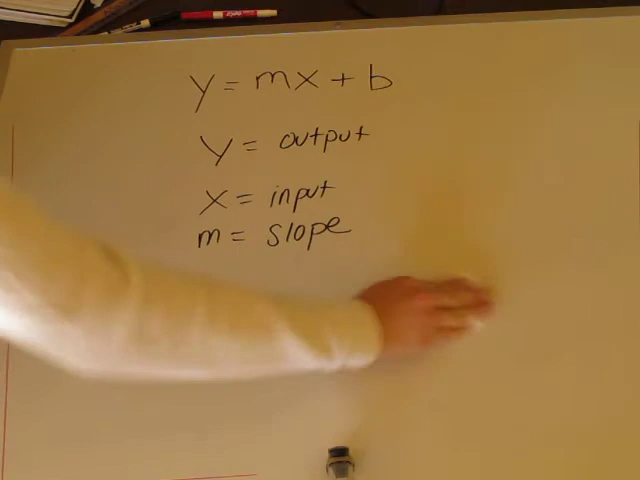 y = mx + b
y = output
x = input
m = slope